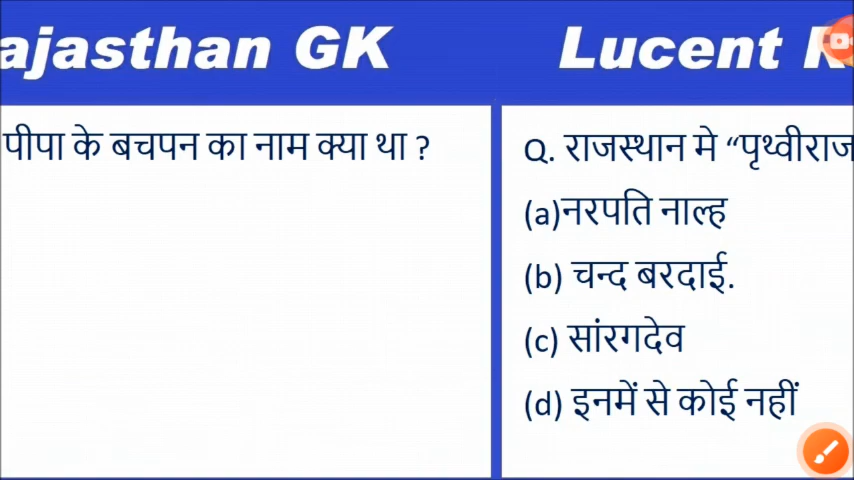 ajasthan GK
Lucent R
पीपा के बचपन का नाम क्या था ?
Q. राजस्थान मे “पृथ्वीराज
(a)नरपति नाल्ह
(b) चन्द बरदाई.
(c) सांरगदेव
(d) इनमें से कोई नहीं